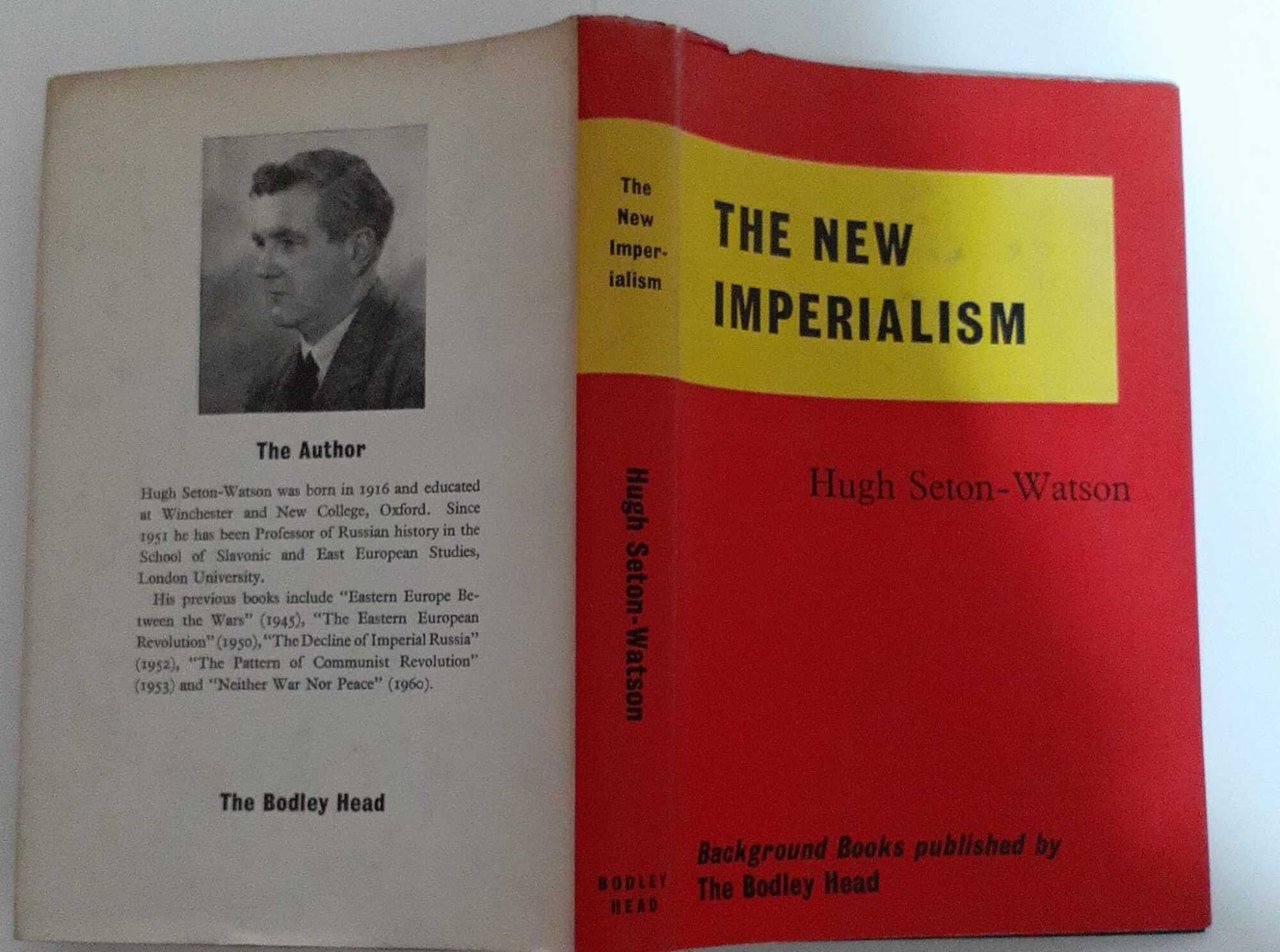 The Author
Hugh Seton-Watson was born in 1916 and educated
at Winchester and New College, Oxford. Since
1951 he has been Professor of Russian history in the
School of Slavonic and East European Studies,
London University.
His previous books include "Eastern Europe Be-
tween the Wars" (1945), "The Eastern European
Revolution" (1950), "The Decline of Imperial Russia"
(1952), "The Pattern of Communist Revolution"
(1953) and "Neither War Nor Peace" (1960).
The Bodley Head
The
New
Imper-
ialism
Hugh Seton-Watson
BODLEY
HEAD
THE NEW
IMPERIALISM
Hugh Seton-Watson
Background Books published by
The Bodley Head